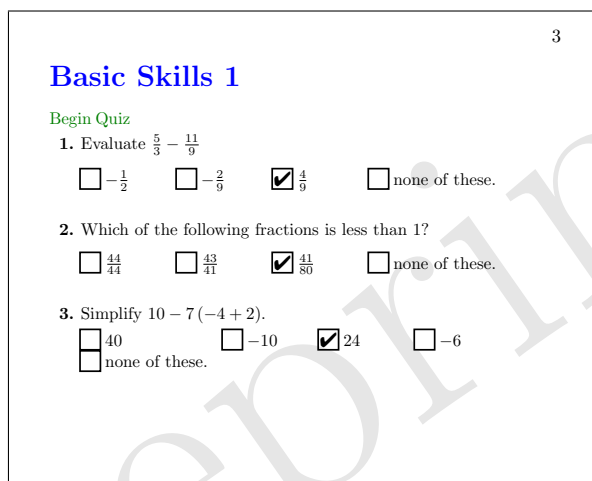 3
Basic Skills 1
Begin Quiz
1. Evaluate 5/3 − 11/9
☐ −1/2 ☐ −2/9 ☑ 4/9 ☐ none of these.
2. Which of the following fractions is less than 1?
☐ 44/44 ☐ 43/41 ☑ 41/80 ☐ none of these.
3. Simplify 10 − 7 (−4 + 2).
☐ 40 ☐ −10 ☑ 24 ☐ −6
☐ none of these.